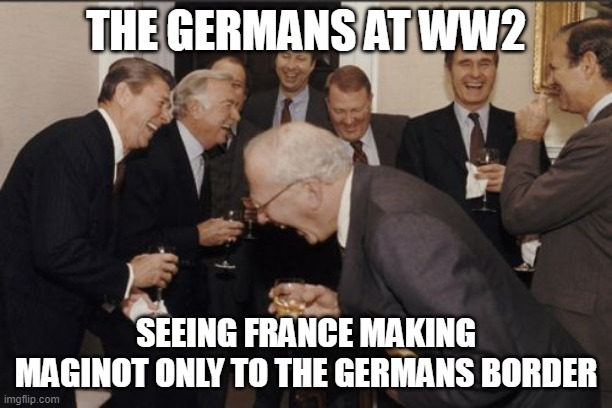 THE GERMANS AT WW2
SEEING FRANCE MAKING
MAGINOT ONLY TO THE GERMANS BORDER
imgflip.com